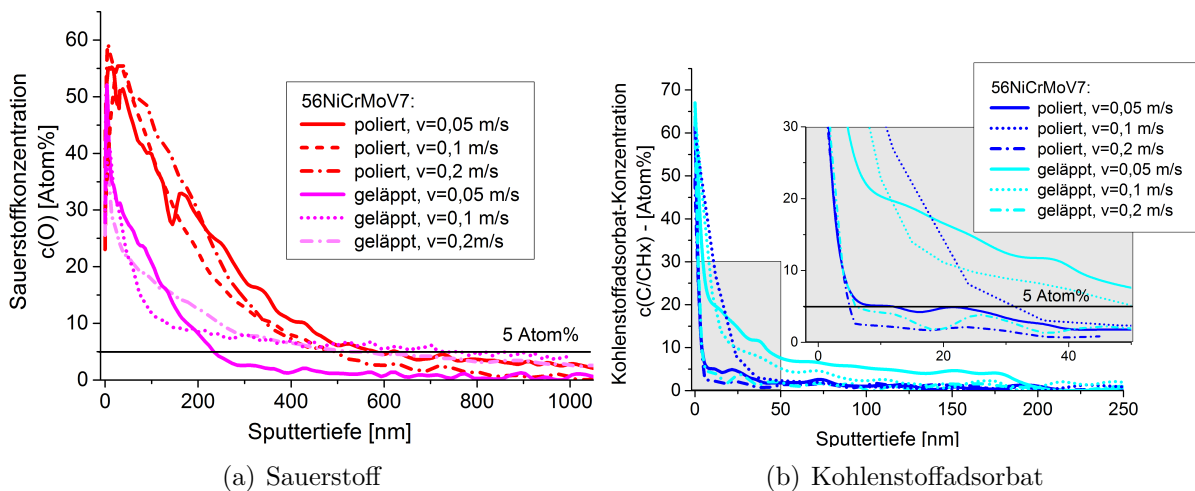 Sauerstoffkonzentration
c(O) [Atom%]
60
50
40
30
20
10
0
56NiCrMoV7:
poliert, v=0,05 m/s
poliert, v=0,1 m/s
poliert, v=0,2 m/s
geläppt, v=0,05 m/s
geläppt, v=0,1 m/s
geläppt, v=0,2m/s
5 Atom%
0 200 400 600 800 1000
Sputtertiefe [nm]
(a) Sauerstoff
Kohlenstoffadsorbat-Konzentration
c(C/CHx) - [Atom%]
70
60
50
40
30
20
10
0
56NiCrMoV7:
poliert, v=0,05 m/s
poliert, v=0,1 m/s
poliert, v=0,2 m/s
geläppt, v=0,05 m/s
geläppt, v=0,1 m/s
geläppt, v=0,2 m/s
30
20
10
0
5 Atom%
0 20 40
0 50 100 150 200 250
Sputtertiefe [nm]
(b) Kohlenstoffadsorbat